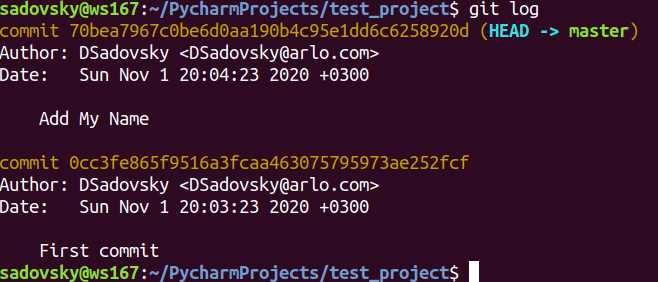 sadovsky@ws167:~/PycharmProjects/test_project$ git log
commit 70bea7967c0be6d0aa190b4c95e1dd6c6258920d (HEAD -> master)
Author: DSadovsky <DSadovsky@arlo.com>
Date:   Sun Nov 1 20:04:23 2020 +0300
    Add My Name
commit 0cc3fe865f9516a3fcaa463075795973ae252fcf
Author: DSadovsky <DSadovsky@arlo.com>
Date:   Sun Nov 1 20:03:23 2020 +0300
    First commit
sadovsky@ws167:~/PycharmProjects/test_project$